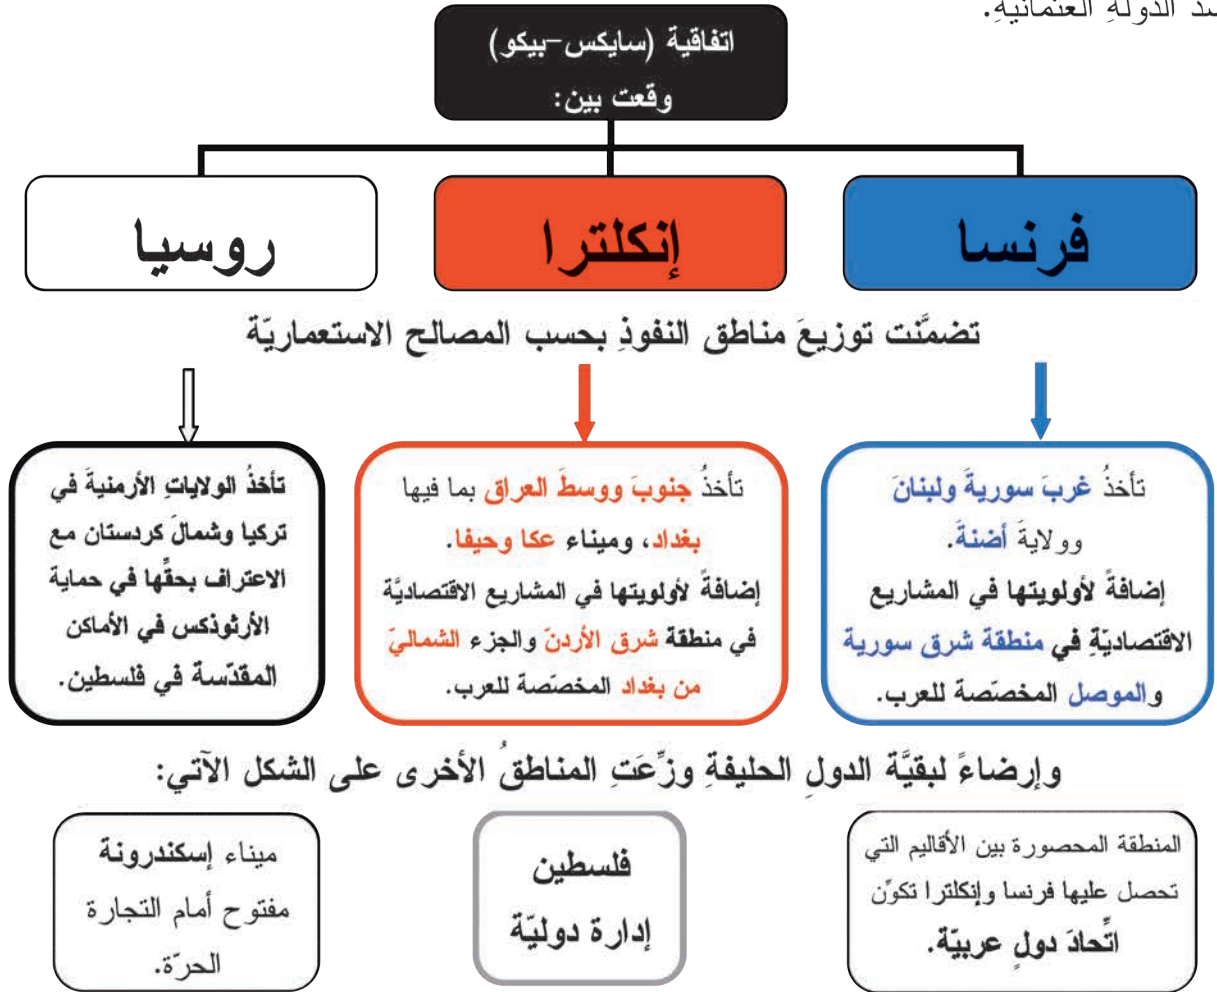 ضد الدولةِ العثمانيةِ.
اتفاقية (سايكس-بيكو)
وقعت بين:
فرنسا
إنكلترا
روسيا
تضمَّنت توزيعَ مناطق النفوذِ بحسب المصالح الاستعماريّة
تأخذُ غربَ سوريةَ ولبنانَ
وولايةَ أضنةَ.
إضافةً لأولويتها في المشاريع
الاقتصاديّةِ في منطقة شرق سورية
والموصل المخصّصة للعرب.
تأخذُ جنوبَ ووسطَ العراق بما فيها
بغداد، وميناء عكا وحيفا.
إضافةً لأولويتها في المشاريع الاقتصاديَّة
في منطقة شرق الأردنّ والجزء الشماليّ
من بغداد المخصّصة للعرب.
تأخذُ الولاياتِ الأرمنيةَ في
تركيا وشمالَ كردستان مع
الاعتراف بحقِّها في حماية
الأرثوذكس في الأماكن
المقدّسة في فلسطين.
وإرضاءً لبقيَّة الدولِ الحليفةِ وزِّعَتِ المناطقُ الأخرى على الشكل الآتي:
المنطقة المحصورة بين الأقاليم التي
تحصل عليها فرنسا وإنكلترا تكوّن
اتِّحادَ دولٍ عربيّة.
فلسطين
إدارة دوليّة
ميناء إسكندرونة
مفتوح أمام التجارة
الحرّة.